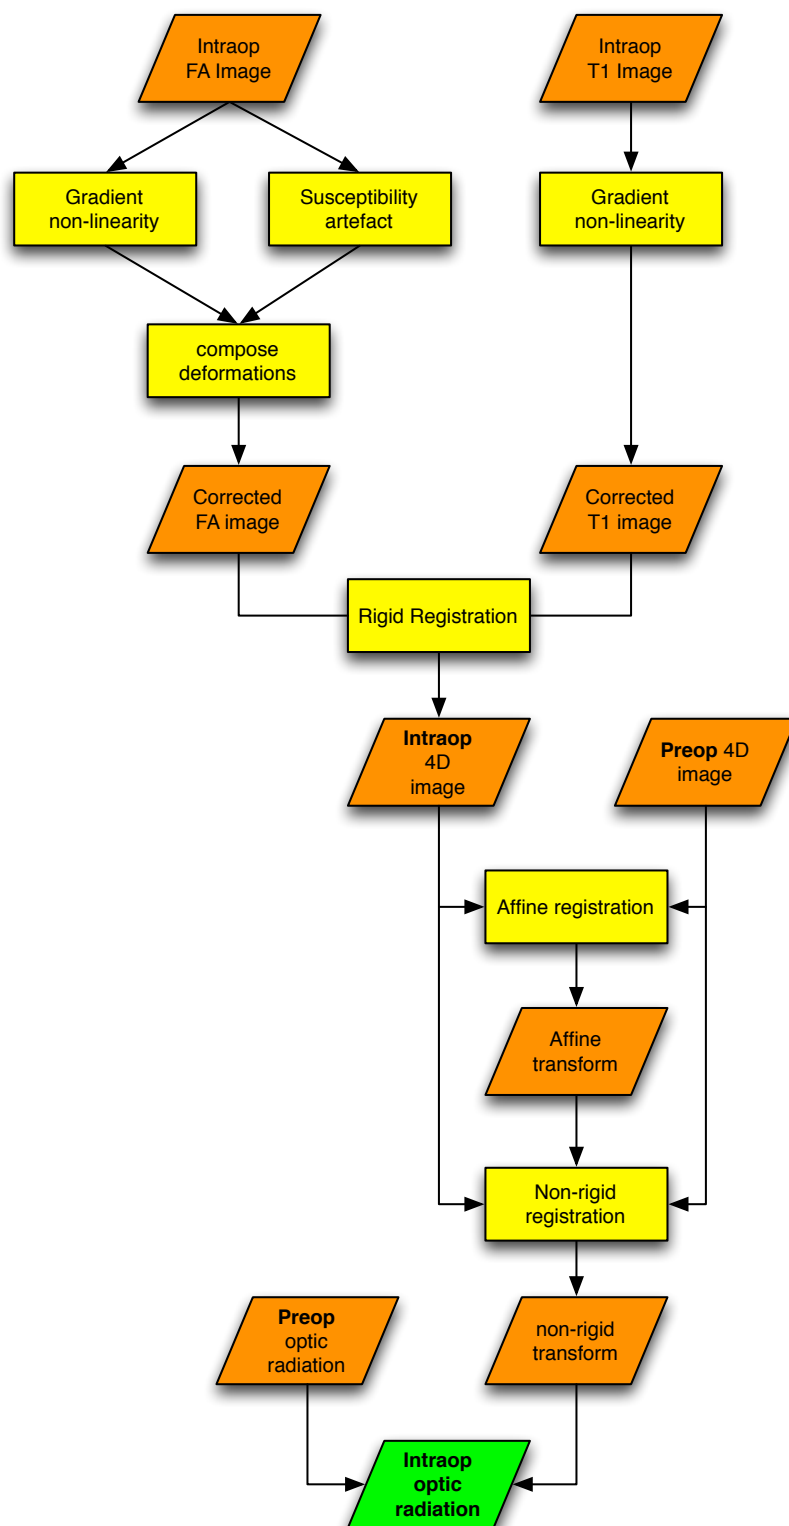 Intraop
FA Image
Intraop
T1 Image
Gradient
non-linearity
Susceptibility
artefact
Gradient
non-linearity
compose
deformations
Corrected
FA image
Corrected
T1 image
Rigid Registration
Intraop
4D
image
Preop 4D
image
Affine registration
Affine
transform
Non-rigid
registration
Preop
optic
radiation
non-rigid
transform
Intraop
optic
radiation